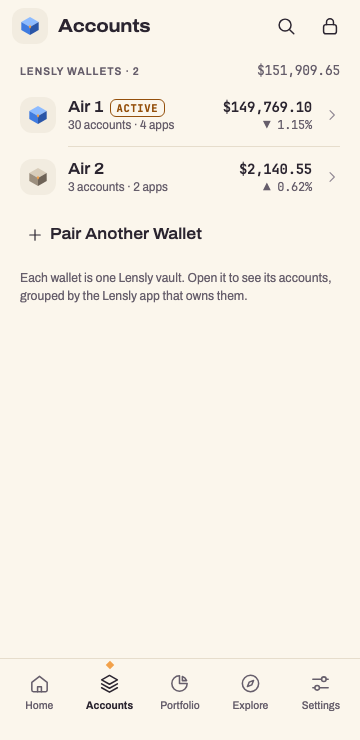 Accounts
LENSLY WALLETS · 2
$151,909.65
Air 1 ACTIVE
$149,769.10
30 accounts · 4 apps
▼ 1.15%
Air 2
$2,140.55
3 accounts · 2 apps
▲ 0.62%
+ Pair Another Wallet
Each wallet is one Lensly vault. Open it to see its accounts,
grouped by the Lensly app that owns them.
Home
Accounts
Portfolio
Explore
Settings